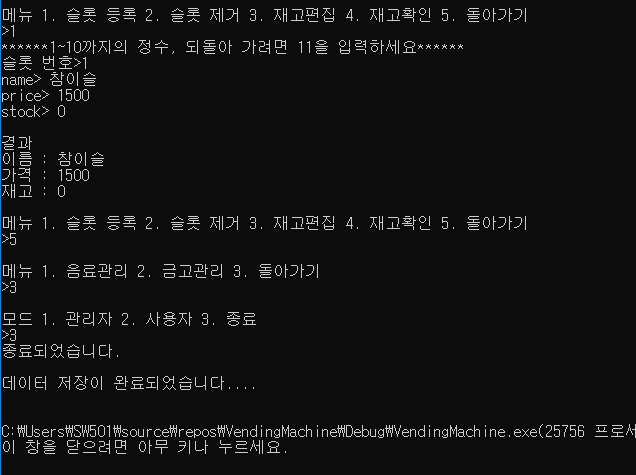 메뉴 1. 슬롯 등록 2. 슬롯 제거 3. 재고편집 4. 재고확인 5. 돌아가기
>1
******1~10까지의 정수, 되돌아 가려면 11을 입력하세요******
슬롯 번호>1
name> 참이슬
price> 1500
stock> 0
결과
이름 : 참이슬
가격 : 1500
재고 : 0
메뉴 1. 슬롯 등록 2. 슬롯 제거 3. 재고편집 4. 재고확인 5. 돌아가기
>5
메뉴 1. 음료관리 2. 금고관리 3. 돌아가기
>3
모드 1. 관리자 2. 사용자 3. 종료
>3
종료되었습니다.
데이터 저장이 완료되었습니다....
C:\Users\SW501\source\repos\VendingMachine\Debug\VendingMachine.exe(25756 프로세
이 창을 닫으려면 아무 키나 누르세요.